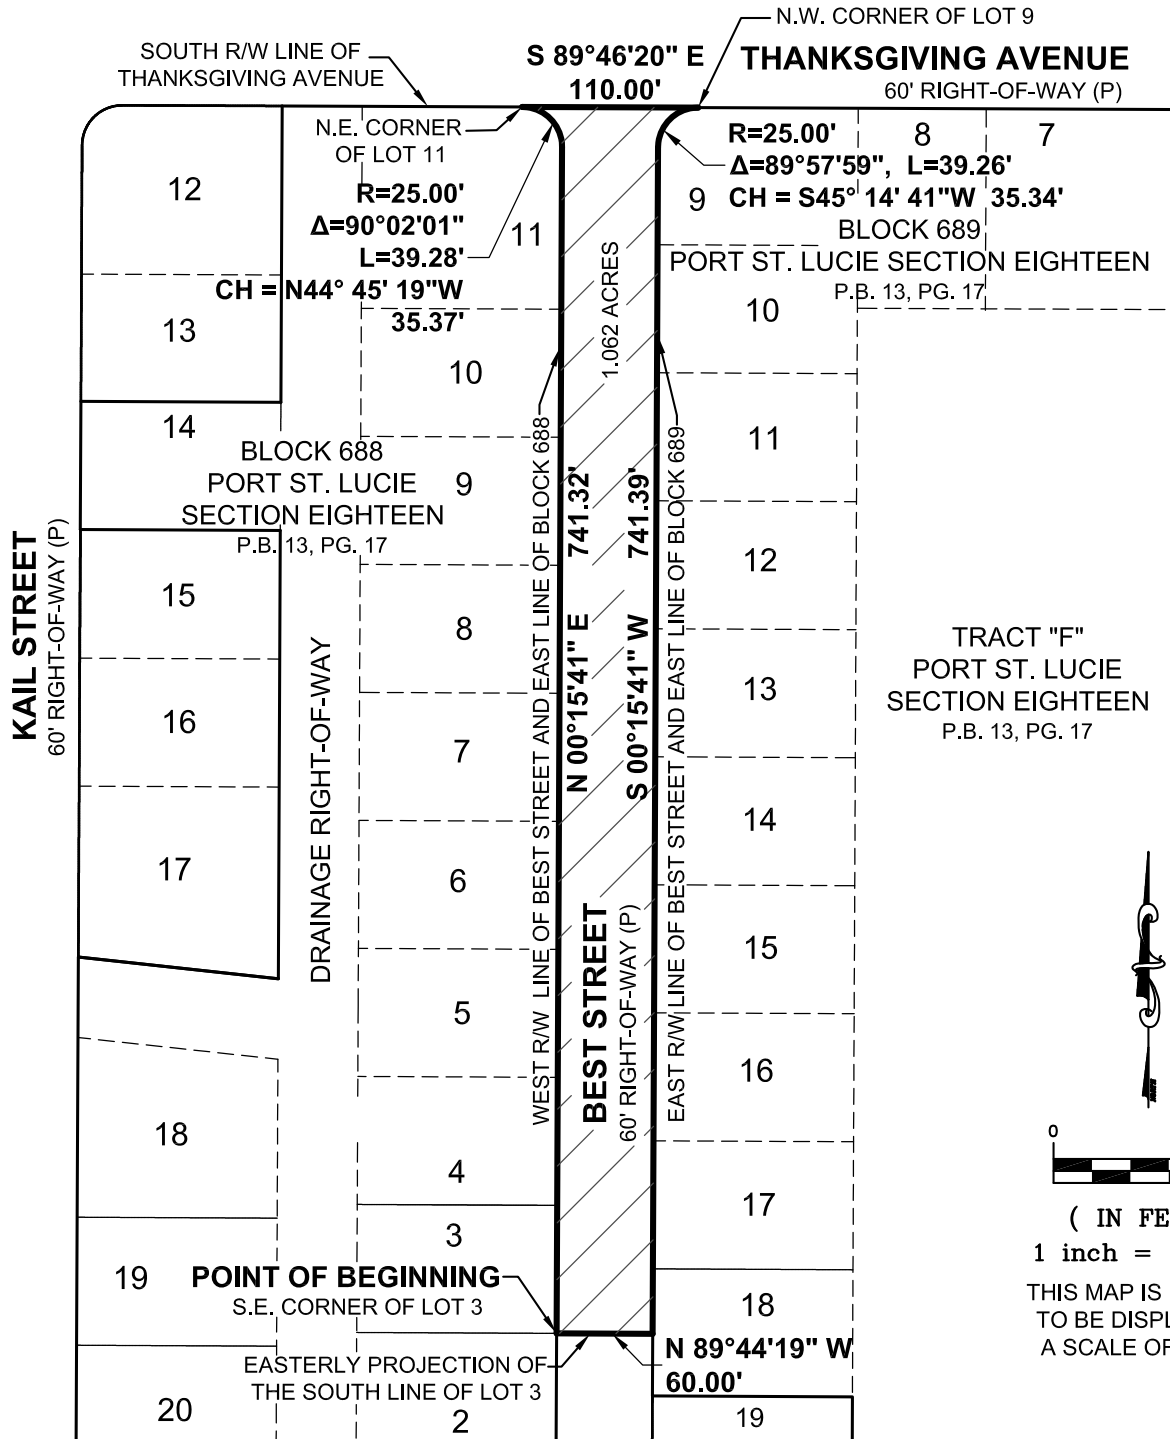 N.W. CORNER OF LOT 9
SOUTH R/W LINE OF
THANKSGIVING AVENUE
S 89°46'20" E
110.00'
THANKSGIVING AVENUE
60' RIGHT-OF-WAY (P)
N.E. CORNER
OF LOT 11
R=25.00'
Δ=90°02'01"
L=39.28'
CH = N44° 45' 19"W
35.37'
R=25.00'
Δ=89°57'59", L=39.26'
CH = S45° 14' 41"W 35.34'
8
7
9
BLOCK 689
PORT ST. LUCIE SECTION EIGHTEEN
P.B. 13, PG. 17
12
11
13
10
10
1.062 ACRES
14
BLOCK 688
PORT ST. LUCIE
SECTION EIGHTEEN
P.B. 13, PG. 17
9
11
KAIL STREET
60' RIGHT-OF-WAY (P)
15
8
12
16
7
13
17
6
14
5
15
16
DRAINAGE RIGHT-OF-WAY
WEST R/W LINE OF BEST STREET AND EAST LINE OF BLOCK 688
N 00°15'41" E 741.32'
S 00°15'41" W 741.39'
EAST R/W LINE OF BEST STREET AND EAST LINE OF BLOCK 689
BEST STREET
60' RIGHT-OF-WAY (P)
TRACT "F"
PORT ST. LUCIE
SECTION EIGHTEEN
P.B. 13, PG. 17
18
4
17
3
19
POINT OF BEGINNING
S.E. CORNER OF LOT 3
18
N 89°44'19" W
60.00'
EASTERLY PROJECTION OF
THE SOUTH LINE OF LOT 3
20
2
19
0
( IN FE
1 inch =
THIS MAP IS
TO BE DISPL
A SCALE OF